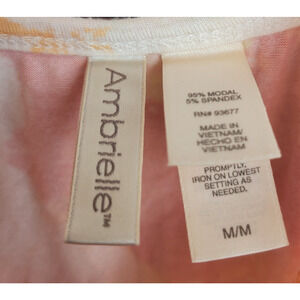 Ambrielle™
95% MODAL
5% SPANDEX
RN# 93677
MADE IN
VIETNAM/
HECHO EN
VIETNAM
PROMPTLY.
IRON ON LOWEST
SETTING AS
NEEDED.
M/M